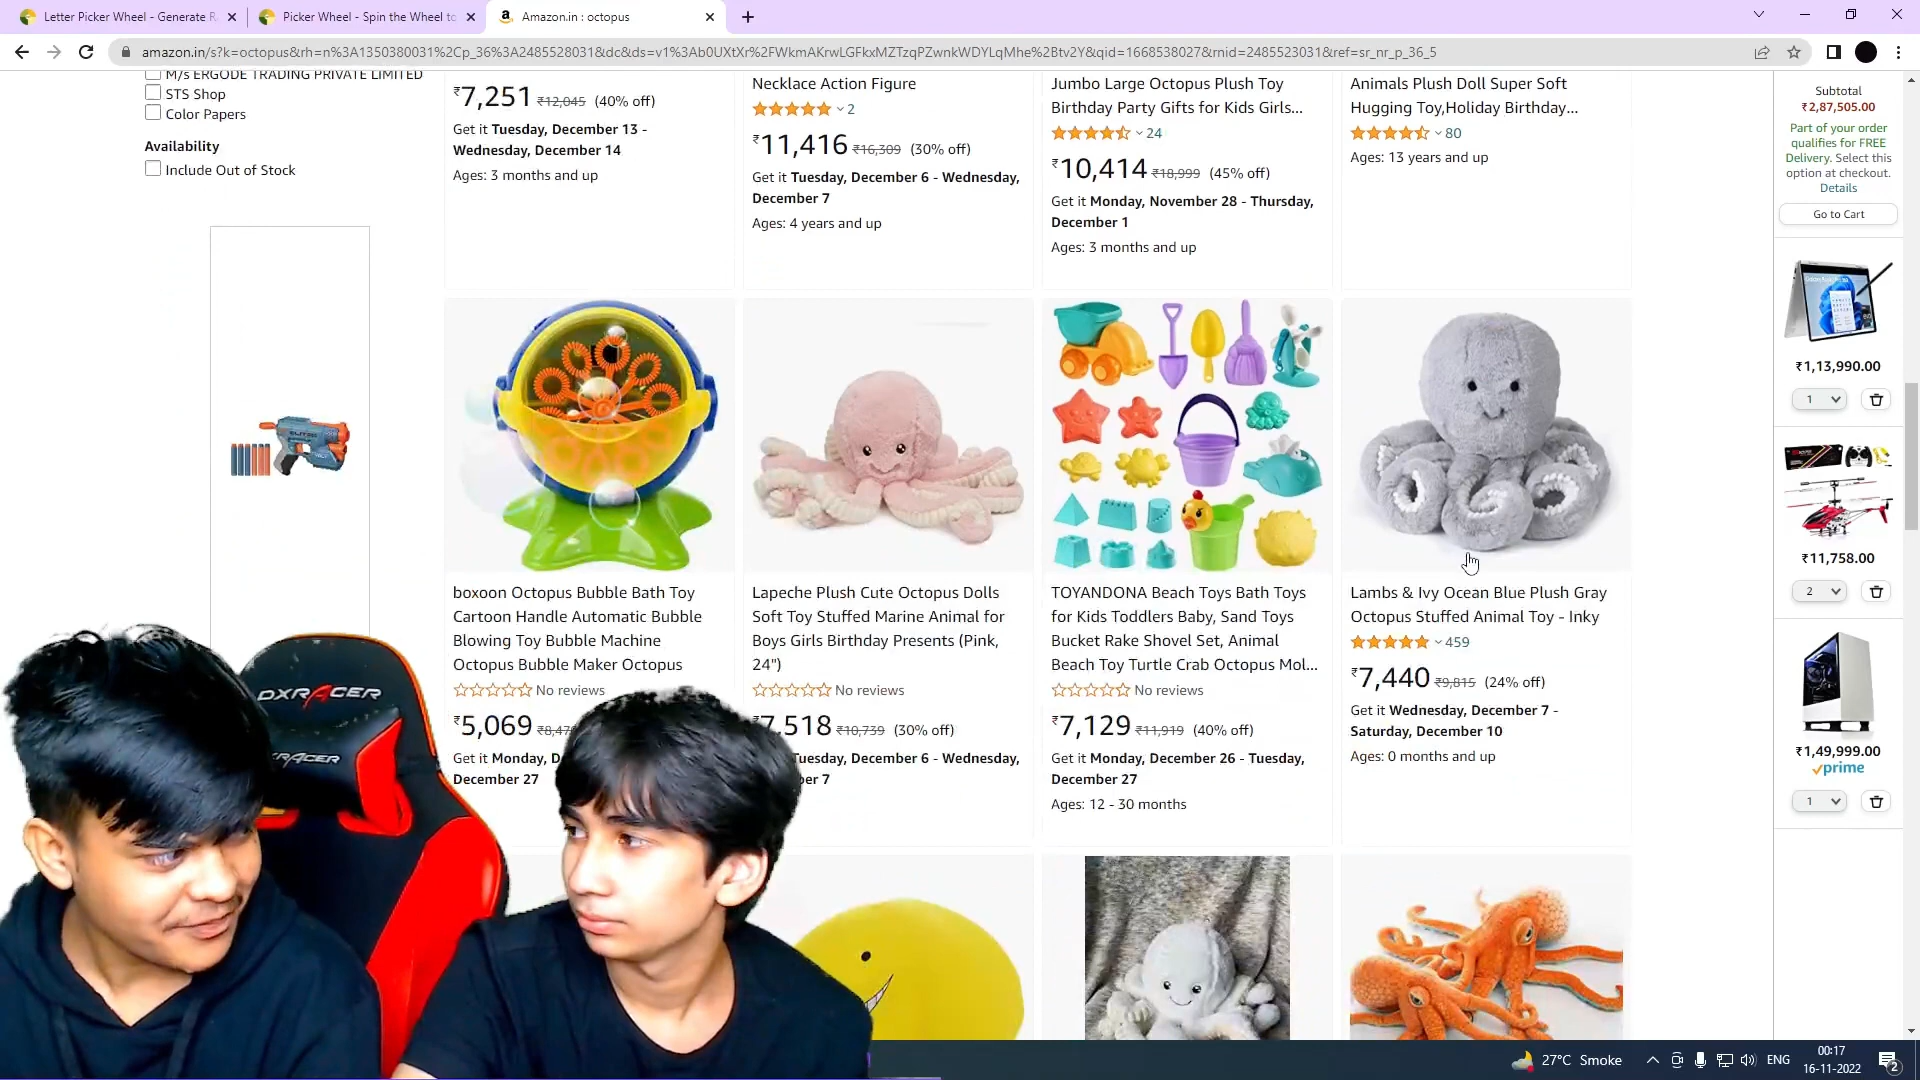 Letter Picker Wheel - Generate R
Picker Wheel - Spin the Wheel to
Amazon.in : octopus
amazon.in/s?k=octopus&rh=n%3A1350380031%2Cp_36%3A2485528031&dc&ds=v1%3Ab0UXtXr%2FWkmAKrwLGFkxMZTzqPZwnkWDYLqMhe%2Btv2Y&qid=1668538027&rnid=2485523031&ref=sr_nr_p_36_5
M/s ERGODE TRADING PRIVATE LIMITED
STS Shop
Color Papers
Availability
Include Out of Stock
₹7,251 ₹12,045 (40% off)
Get it Tuesday, December 13 -
Wednesday, December 14
Ages: 3 months and up
Necklace Action Figure
2
₹11,416 ₹16,309 (30% off)
Get it Tuesday, December 6 - Wednesday,
December 7
Ages: 4 years and up
Jumbo Large Octopus Plush Toy
Birthday Party Gifts for Kids Girls...
24
₹10,414 ₹18,999 (45% off)
Get it Monday, November 28 - Thursday,
December 1
Ages: 3 months and up
Animals Plush Doll Super Soft
Hugging Toy,Holiday Birthday...
80
Ages: 13 years and up
boxoon Octopus Bubble Bath Toy
Cartoon Handle Automatic Bubble
Blowing Toy Bubble Machine
Octopus Bubble Maker Octopus
No reviews
₹5,069 ₹8,47
Get it Monday, D
December 27
Lapeche Plush Cute Octopus Dolls
Soft Toy Stuffed Marine Animal for
Boys Girls Birthday Presents (Pink,
24")
No reviews
7,518 ₹10,739 (30% off)
Tuesday, December 6 - Wednesday,
ber 7
TOYANDONA Beach Toys Bath Toys
for Kids Toddlers Baby, Sand Toys
Bucket Rake Shovel Set, Animal
Beach Toy Turtle Crab Octopus Mol...
No reviews
₹7,129 ₹11,919 (40% off)
Get it Monday, December 26 - Tuesday,
December 27
Ages: 12 - 30 months
Lambs & Ivy Ocean Blue Plush Gray
Octopus Stuffed Animal Toy - Inky
459
₹7,440 ₹9,815 (24% off)
Get it Wednesday, December 7 -
Saturday, December 10
Ages: 0 months and up
Subtotal
₹2,87,505.00
Part of your order
qualifies for FREE
Delivery. Select this
option at checkout.
Details
Go to Cart
₹1,13,990.00
1
₹11,758.00
2
₹1,49,999.00
prime
1
DXRACER
RACER
27°C Smoke
ENG
00:17
16-11-2022
2